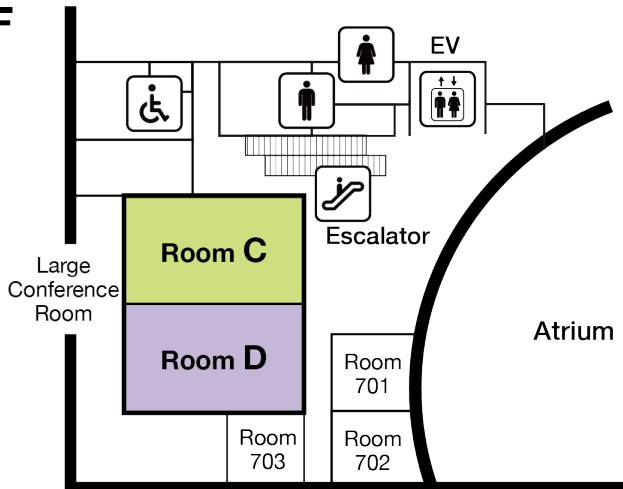 F
EV
Escalator
Room C
Large
Conference
Room
Room D
Atrium
Room
701
Room
703
Room
702